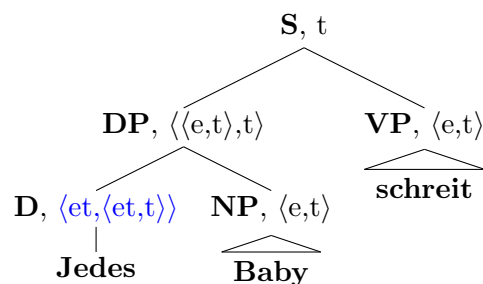 S, t
DP, ⟨⟨e,t⟩,t⟩ VP, ⟨e,t⟩
D, ⟨et,⟨et,t⟩⟩ NP, ⟨e,t⟩ schreit
Jedes Baby